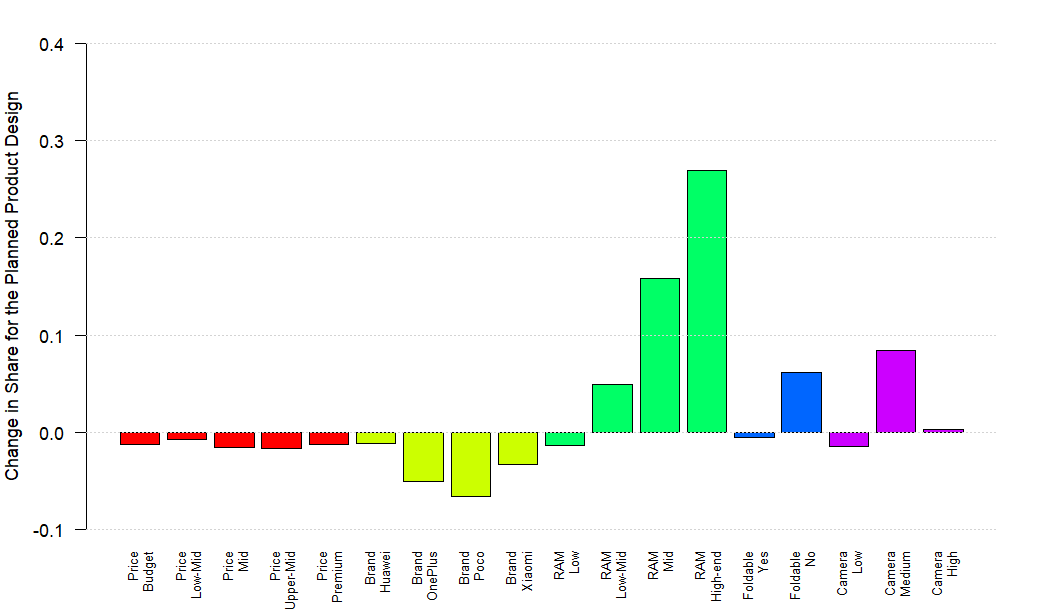 Change in Share for the Planned Product Design
0.4
0.3
0.2
0.1
0.0
-0.1
Price
Budget
Price
Low-Mid
Price
Mid
Price
Upper-Mid
Price
Premium
Brand
Huawei
Brand
OnePlus
Brand
Poco
Brand
Xiaomi
RAM
Low
RAM
Low-Mid
RAM
Mid
RAM
High-end
Foldable
Yes
Foldable
No
Camera
Low
Camera
Medium
Camera
High